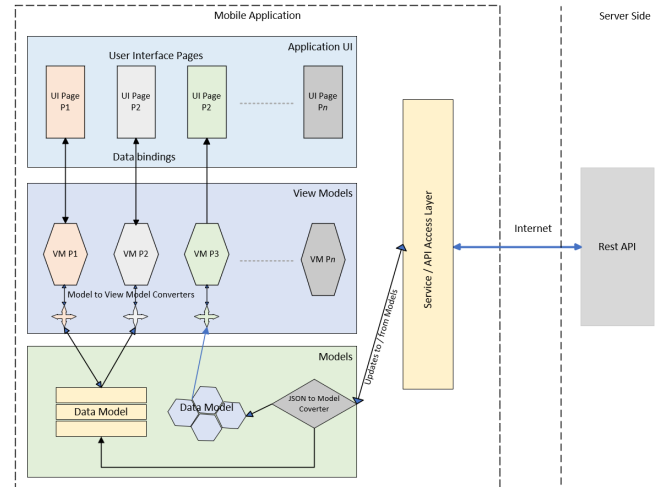 Mobile Application
Server Side
Application UI
User Interface Pages
UI Page
P1
UI Page
P2
UI Page
P2
UI Page
Pn
Data bindings
View Models
VM P1
VM P2
VM P3
VM Pn
Model to View Model Converters
Models
Data Model
Data Model
JSON to Model
Coverter
Updates to / from Models
Service / API Access Layer
Internet
Rest API